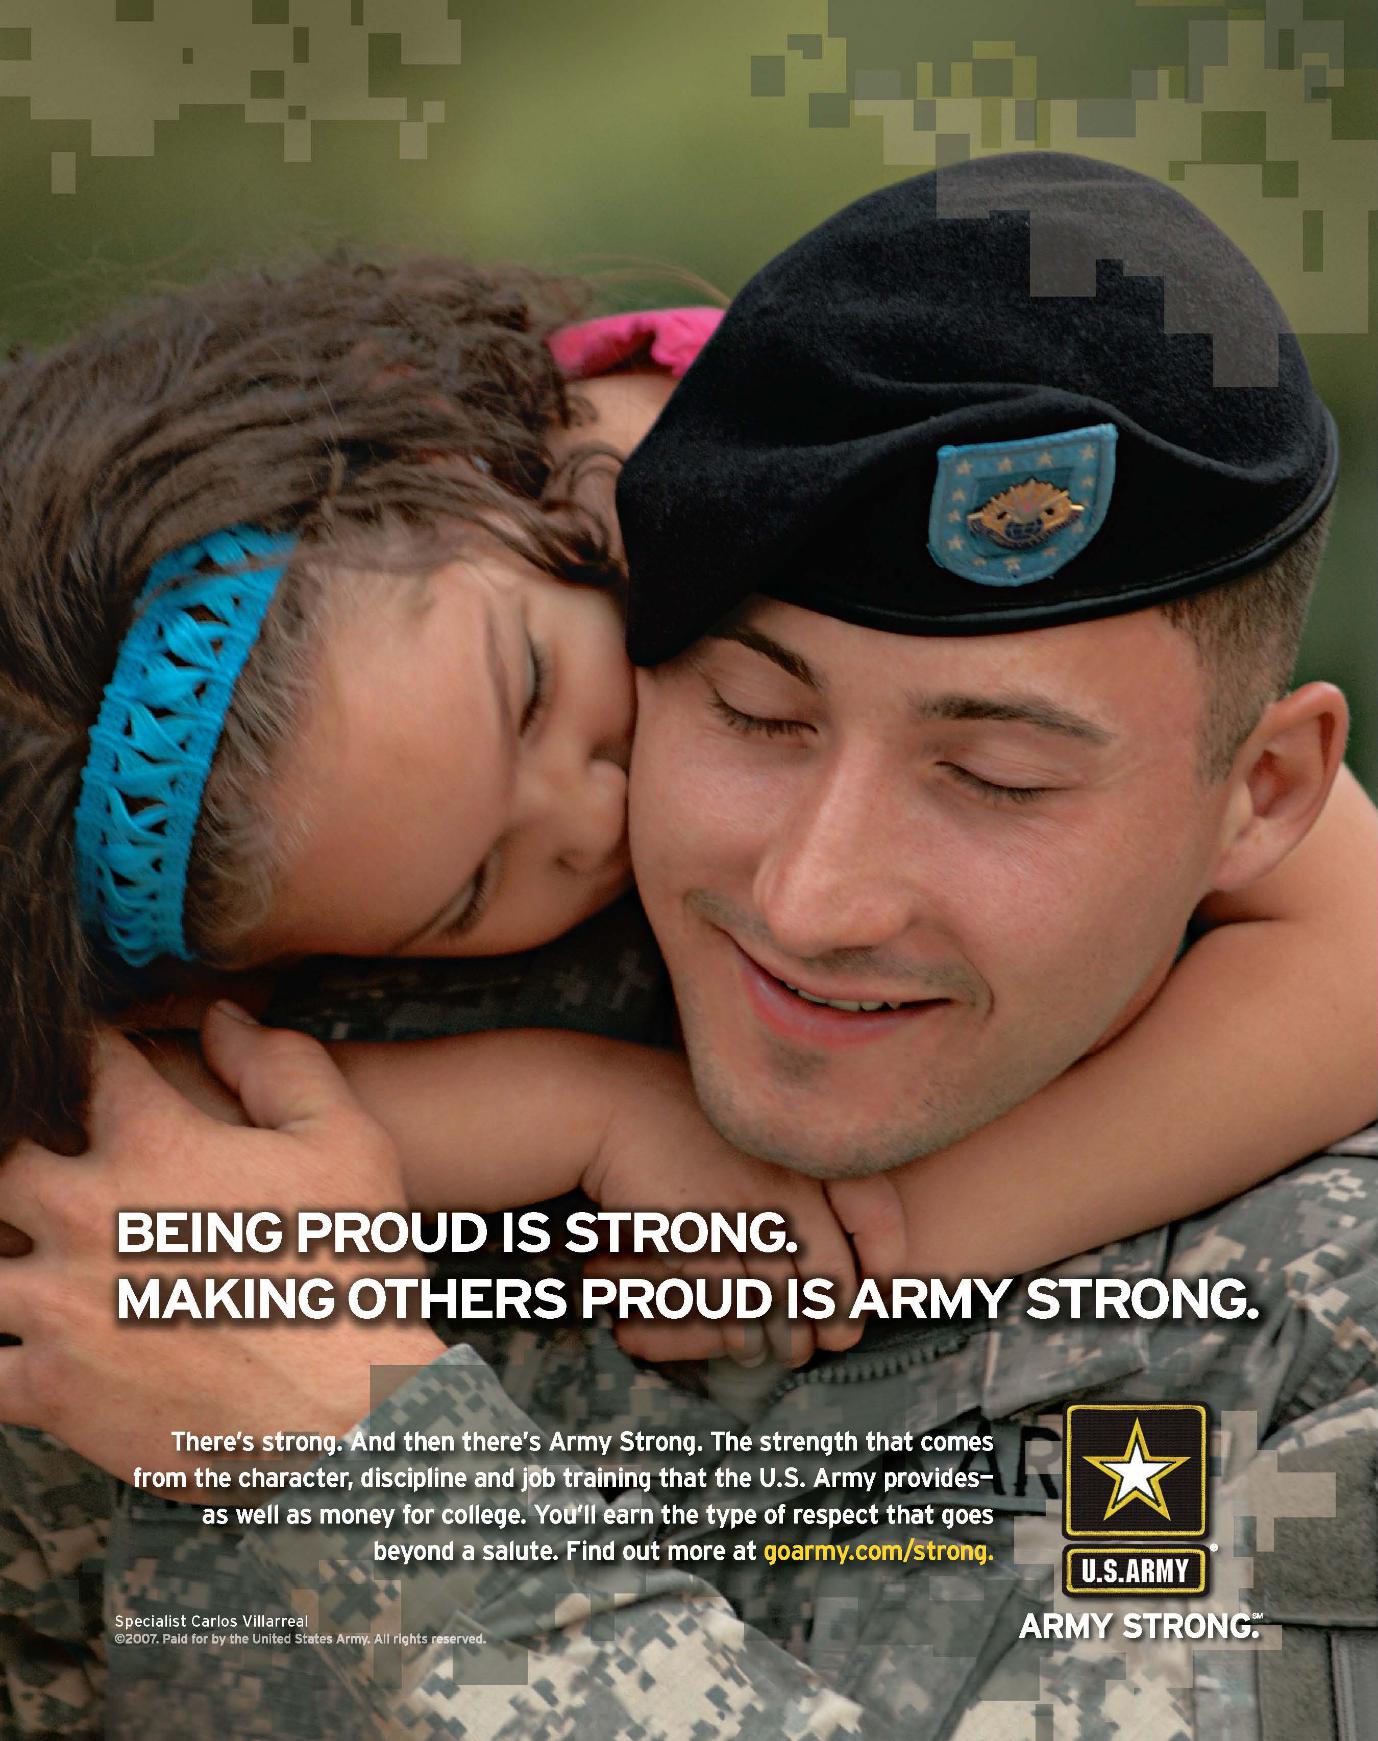 BEING PROUD IS STRONG.
MAKING OTHERS PROUD IS ARMY STRONG.
There's strong. And then there's Army Strong. The strength that comes
from the character, discipline and job training that the U.S. Army provides—
as well as money for college. You'll earn the type of respect that goes
beyond a salute. Find out more at goarmy.com/strong.
Specialist Carlos Villarreal
©2007. Paid for by the United States Army. All rights reserved.
U.S.ARMY®
ARMY STRONG.℠